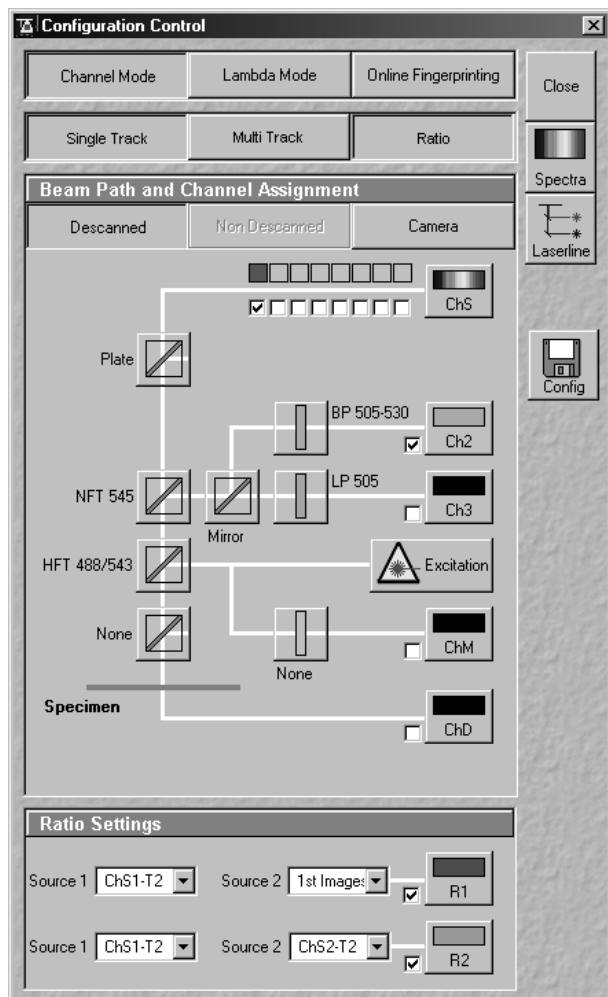 Configuration Control
Channel Mode Lambda Mode Online Fingerprinting
Close
Single Track Multi Track Ratio
Spectra
Beam Path and Channel Assignment
Descanned Non Descanned Camera
Laserline
ChS
Plate
Config
BP 505-530
Ch2
NFT 545
LP 505
Ch3
Mirror
HFT 488/543
Excitation
None
ChM
None
Specimen
ChD
Ratio Settings
Source 1 ChS1-T2 Source 2 1st Images R1
Source 1 ChS1-T2 Source 2 ChS2-T2 R2